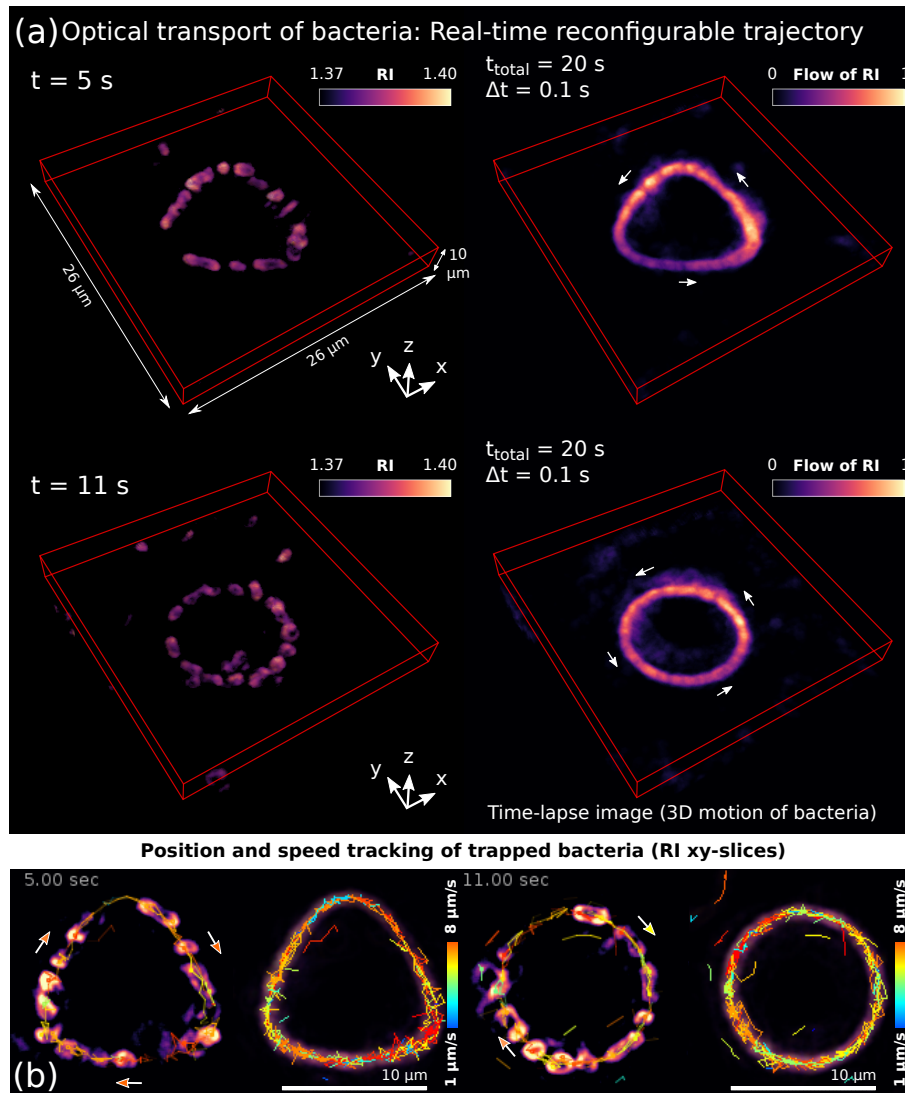 (a) Optical transport of bacteria: Real-time reconfigurable trajectory
t = 5 s
1.37 RI 1.40
t_total = 20 s
Δt = 0.1 s
0 Flow of RI 1
26 µm
26 µm
10
µm
y z x
t = 11 s
1.37 RI 1.40
t_total = 20 s
Δt = 0.1 s
0 Flow of RI 1
y z x
Time-lapse image (3D motion of bacteria)
Position and speed tracking of trapped bacteria (RI xy-slices)
5.00 sec
1 µm/s 8 µm/s
10 µm
11.00 sec
1 µm/s 8 µm/s
10 µm
(b)